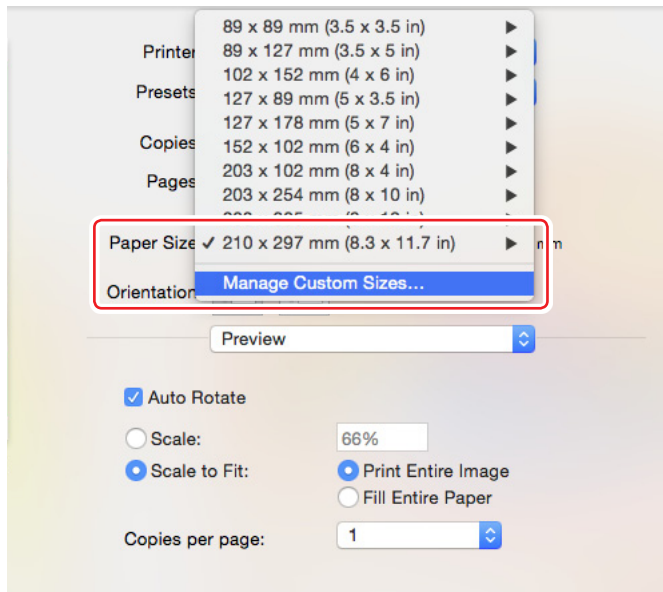 89 x 89 mm (3.5 x 3.5 in)
Printer
89 x 127 mm (3.5 x 5 in)
102 x 152 mm (4 x 6 in)
Presets
127 x 89 mm (5 x 3.5 in)
127 x 178 mm (5 x 7 in)
Copies
152 x 102 mm (6 x 4 in)
203 x 102 mm (8 x 4 in)
Pages
203 x 254 mm (8 x 10 in)
Paper Size ✓ 210 x 297 mm (8.3 x 11.7 in) mm
Orientation Manage Custom Sizes...
Preview
Auto Rotate
Scale: 66%
Scale to Fit: Print Entire Image
Fill Entire Paper
Copies per page: 1